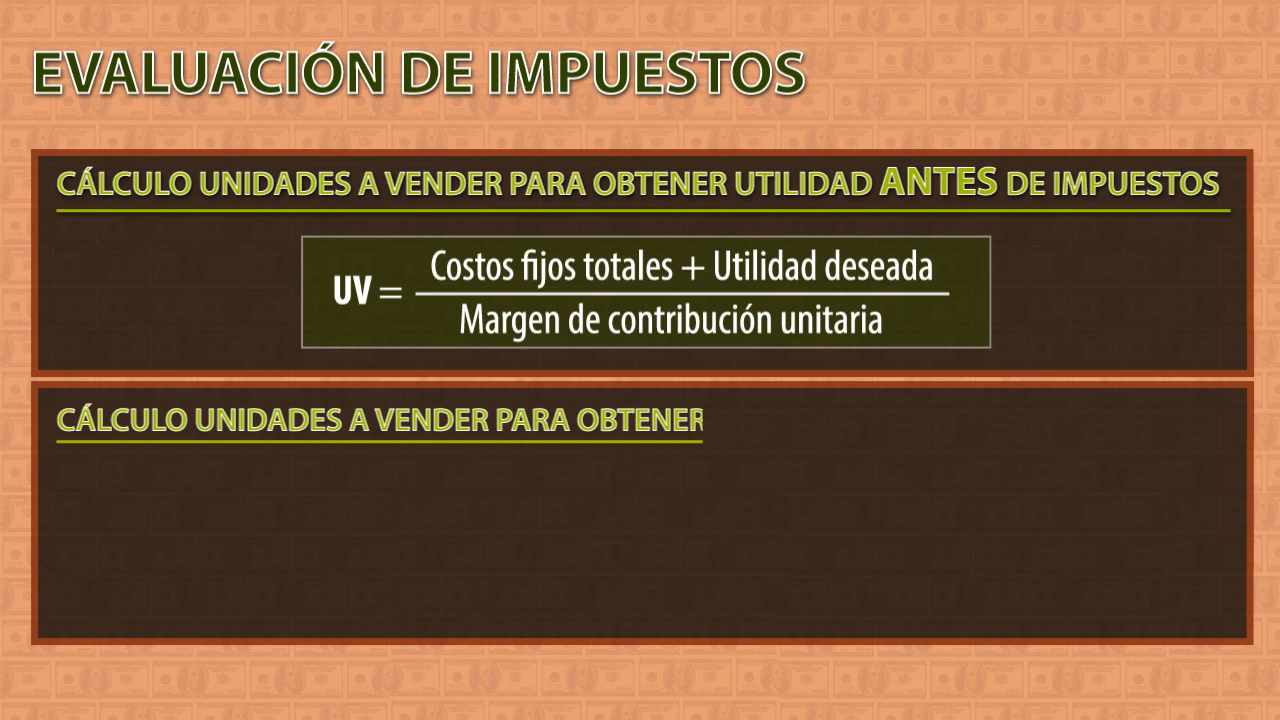 EVALUACIÓN DE IMPUESTOS
CÁLCULO UNIDADES A VENDER PARA OBTENER UTILIDAD ANTES DE IMPUESTOS
Costos fijos totales + Utilidad deseada
UV =
Margen de contribución unitaria
CÁLCULO UNIDADES A VENDER PARA OBTENER